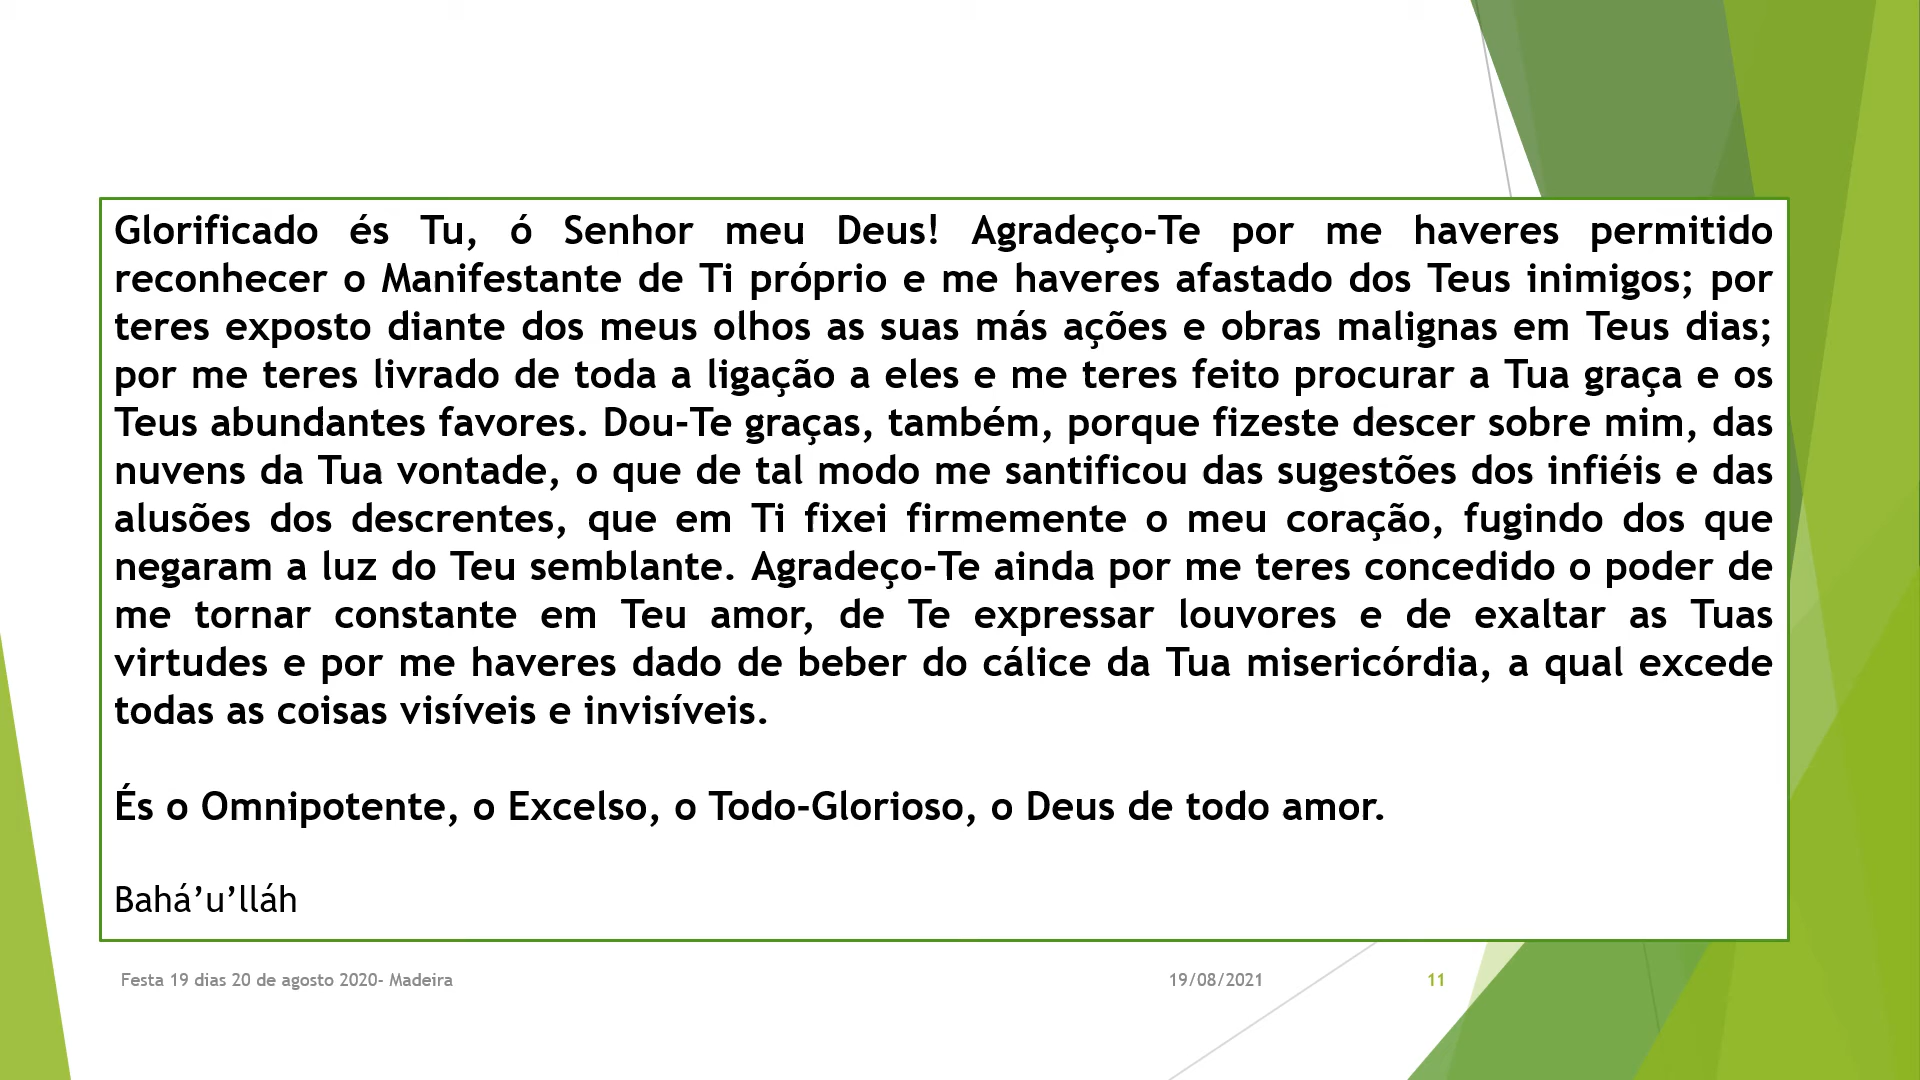 Glorificado és Tu, ó Senhor meu Deus! Agradeço-Te por me haveres permitido
reconhecer o Manifestante de Ti próprio e me haveres afastado dos Teus inimigos; por
teres exposto diante dos meus olhos as suas más ações e obras malignas em Teus dias;
por me teres livrado de toda a ligação a eles e me teres feito procurar a Tua graça e os
Teus abundantes favores. Dou-Te graças, também, porque fizeste descer sobre mim, das
nuvens da Tua vontade, o que de tal modo me santificou das sugestões dos infiéis e das
alusões dos descrentes, que em Ti fixei firmemente o meu coração, fugindo dos que
negaram a luz do Teu semblante. Agradeço-Te ainda por me teres concedido o poder de
me tornar constante em Teu amor, de Te expressar louvores e de exaltar as Tuas
virtudes e por me haveres dado de beber do cálice da Tua misericórdia, a qual excede
todas as coisas visíveis e invisíveis.
És o Omnipotente, o Excelso, o Todo-Glorioso, o Deus de todo amor.
Bahá’u’lláh
Festa 19 dias 20 de agosto 2020- Madeira
19/08/2021
11